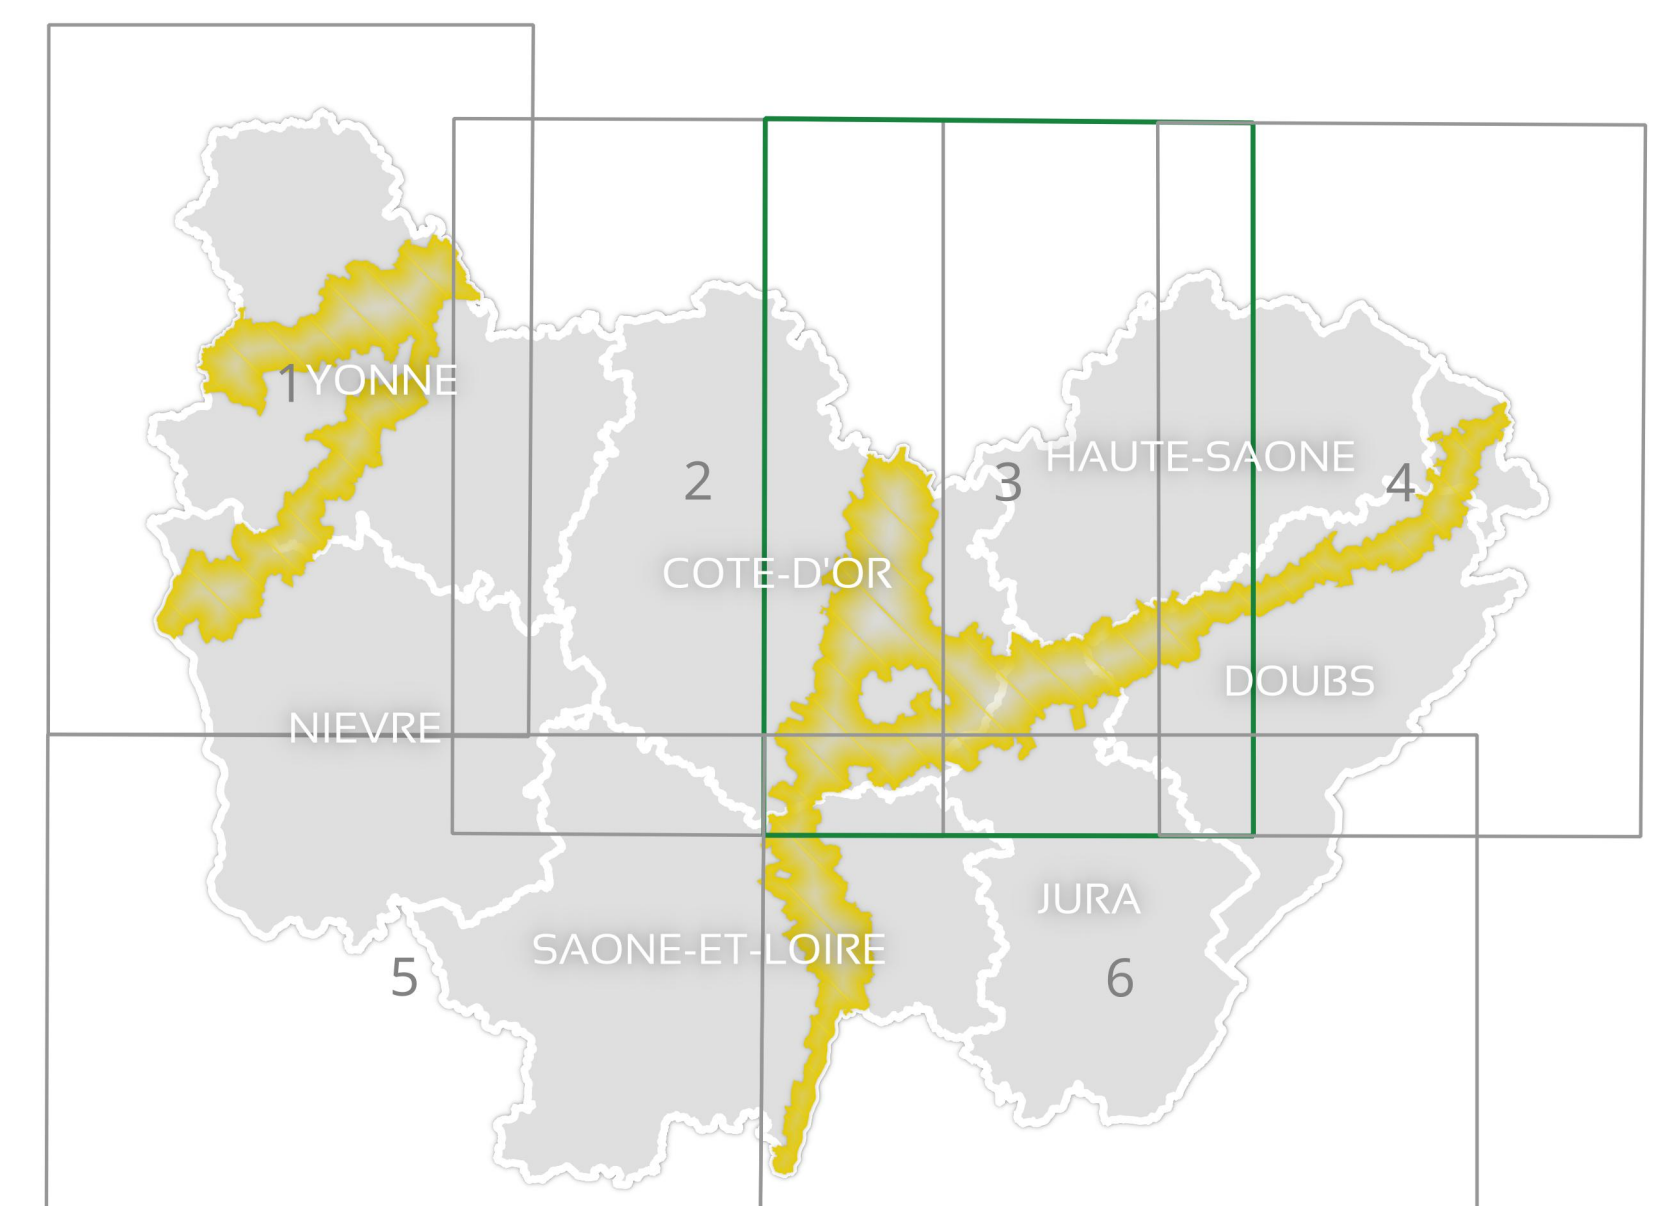 1 YONNE
2
3
HAUTE-SAONE
4
COTE-D'OR
DOUBS
NIEVRE
JURA
SAONE-ET-LOIRE
5
6